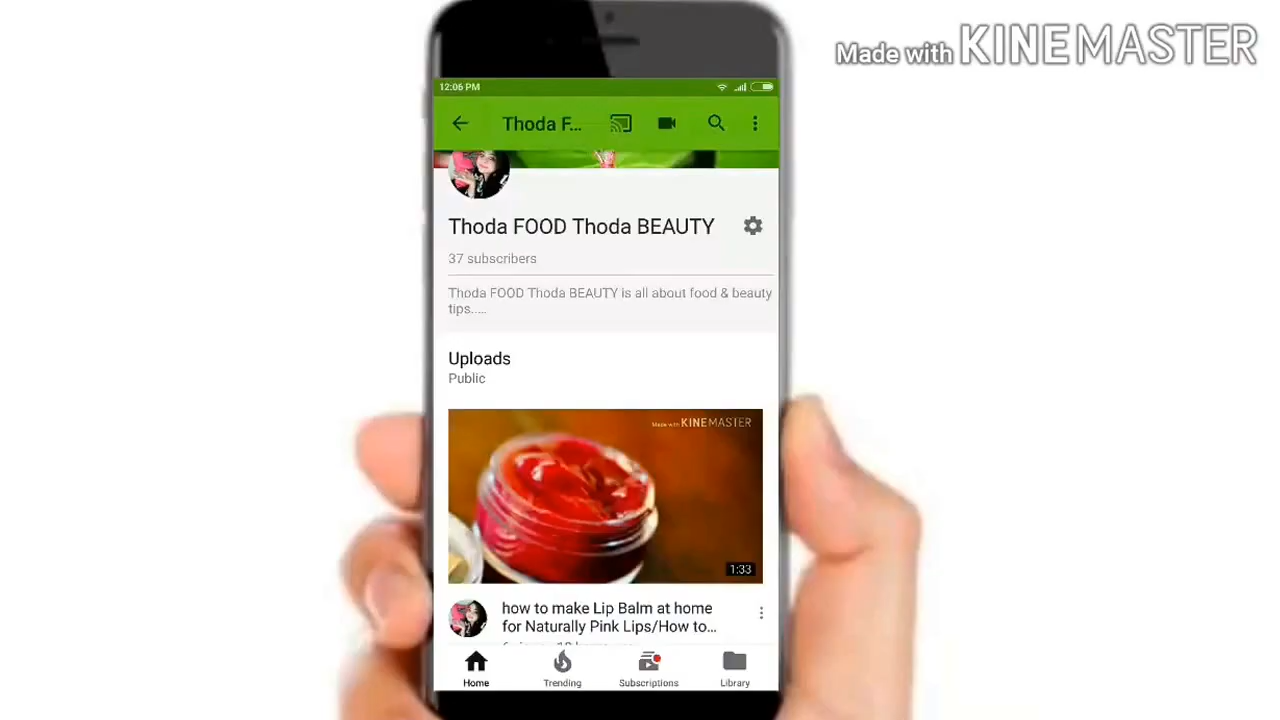 Made with KINEMASTER
12:06 PM
Thoda F...
Thoda FOOD Thoda BEAUTY
37 subscribers
Thoda FOOD Thoda BEAUTY is all about food & beauty
tips.....
Uploads
Public
Made with KINEMASTER
1:33
how to make Lip Balm at home
for Naturally Pink Lips/How to...
Home
Trending
Subscriptions
Library